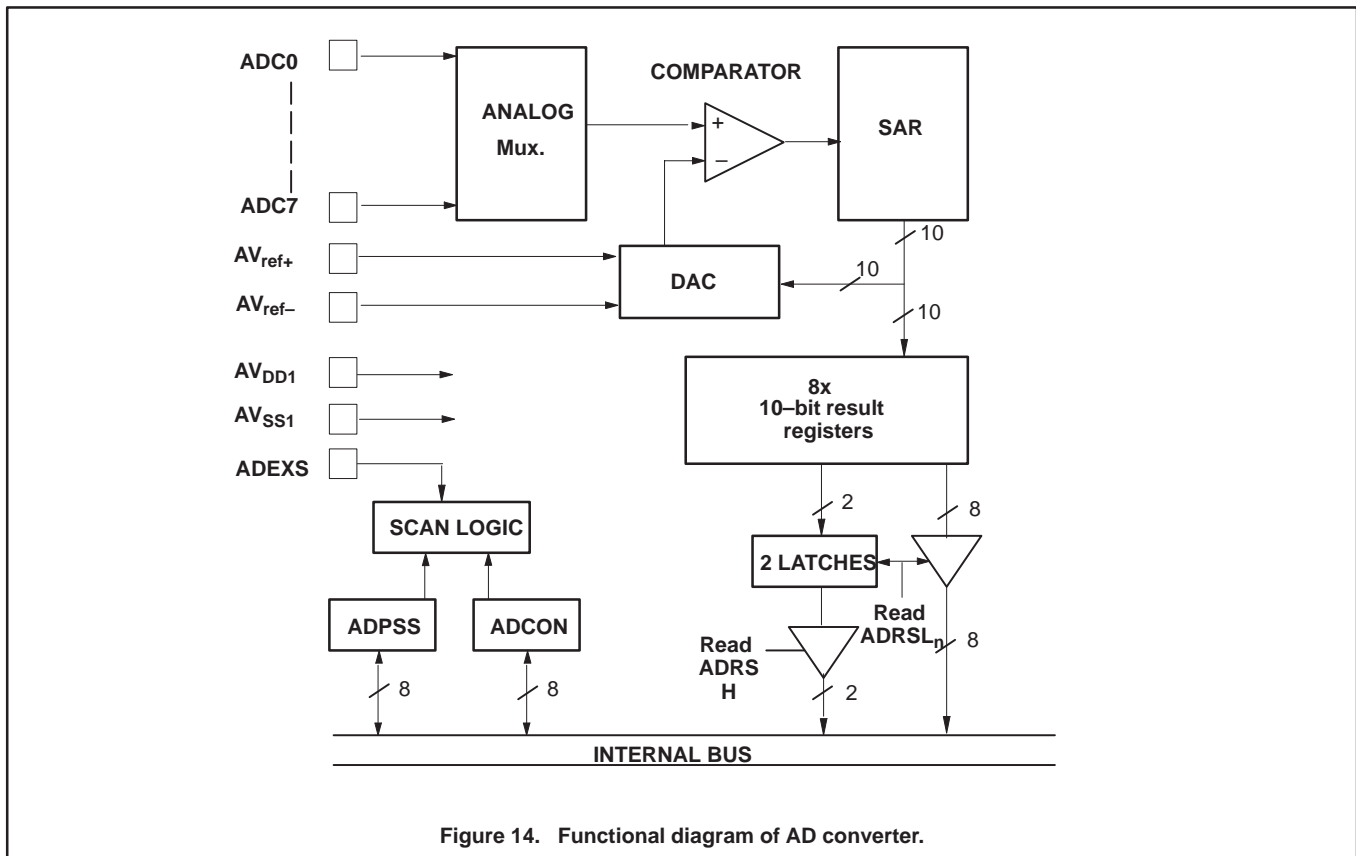 ADC0
COMPARATOR
ANALOG
Mux.
+
SAR
–
ADC7
10
AVref+
DAC
10
AVref–
10
AVDD1
8x
10–bit result
registers
AVSS1
ADEXS
2
8
SCAN LOGIC
2 LATCHES
ADPSS
ADCON
Read
ADRSLn
Read
ADRS
H
8
8
8
2
INTERNAL BUS
Figure 14. Functional diagram of AD converter.